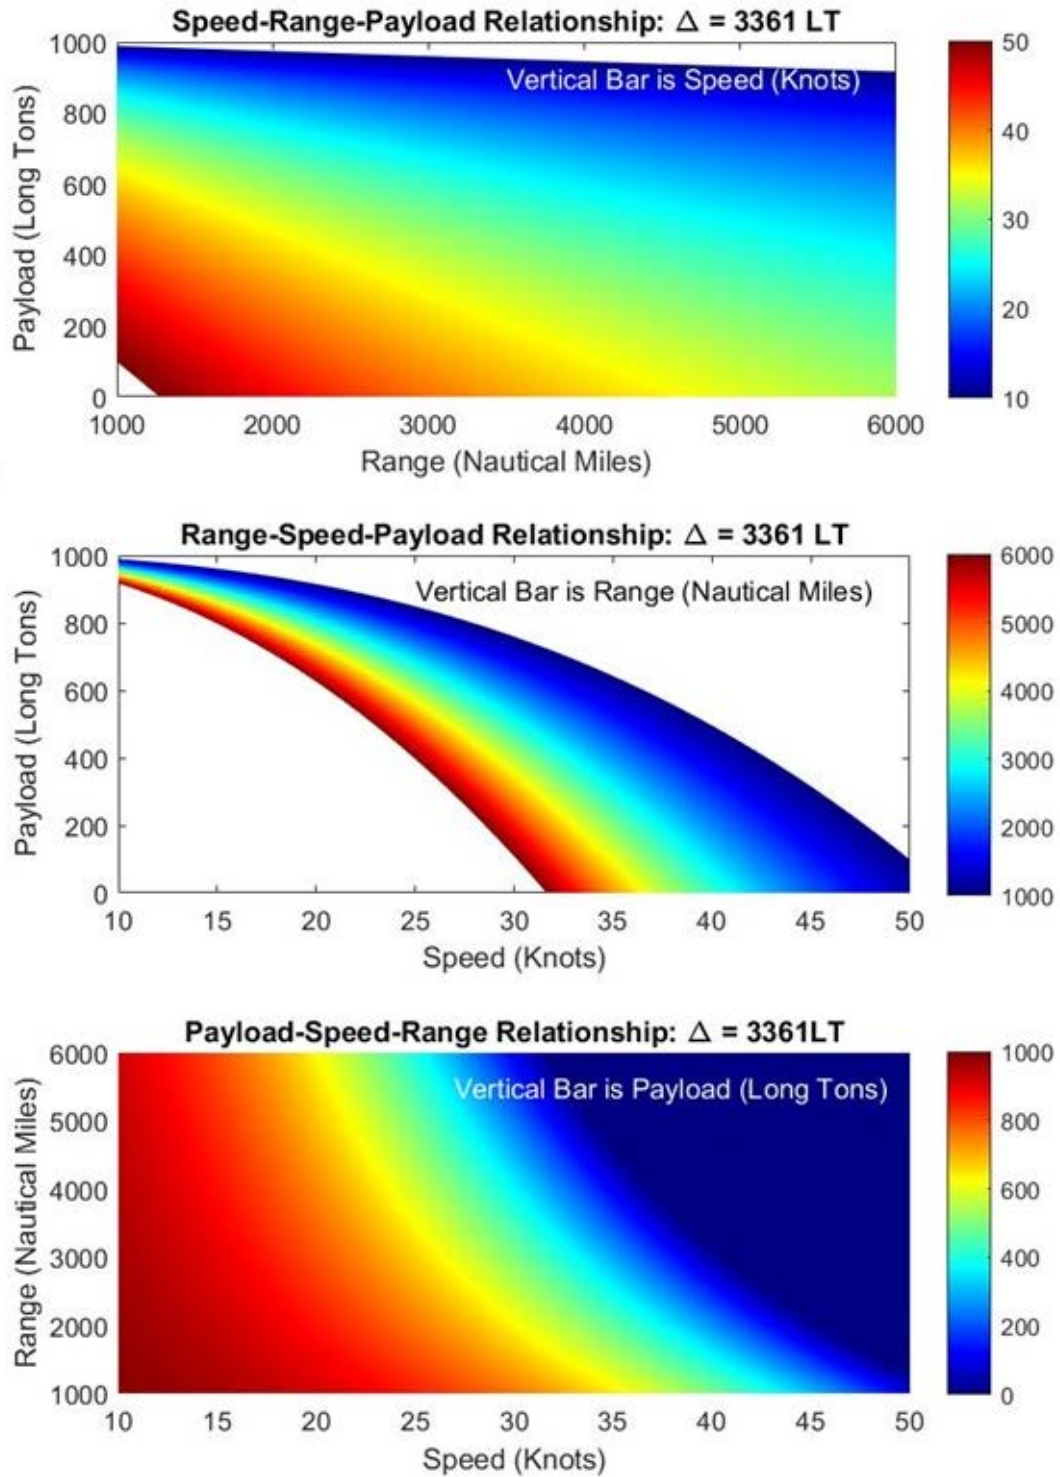 Speed-Range-Payload Relationship: Δ = 3361 LT
1000
800
600
400
200
0
Payload (Long Tons)
Vertical Bar is Speed (Knots)
1000 2000 3000 4000 5000 6000
Range (Nautical Miles)
50
40
30
20
10
Range-Speed-Payload Relationship: Δ = 3361 LT
1000
800
600
400
200
0
Payload (Long Tons)
Vertical Bar is Range (Nautical Miles)
10 15 20 25 30 35 40 45 50
Speed (Knots)
6000
5000
4000
3000
2000
1000
Payload-Speed-Range Relationship: Δ = 3361LT
6000
5000
4000
3000
2000
1000
Range (Nautical Miles)
Vertical Bar is Payload (Long Tons)
10 15 20 25 30 35 40 45 50
Speed (Knots)
1000
800
600
400
200
0